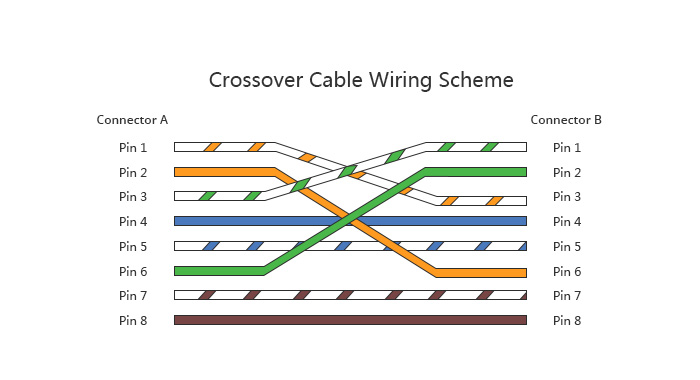 Crossover Cable Wiring Scheme
Connector A Connector B
Pin 1 Pin 1
Pin 2 Pin 2
Pin 3 Pin 3
Pin 4 Pin 4
Pin 5 Pin 5
Pin 6 Pin 6
Pin 7 Pin 7
Pin 8 Pin 8